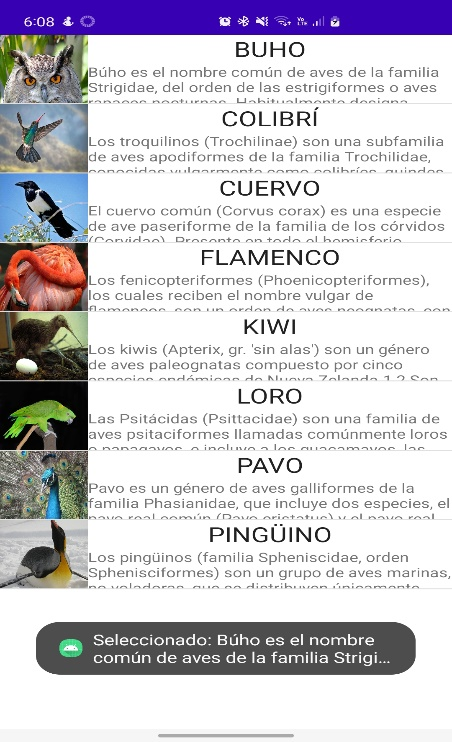 6:08
BUHO
Búho es el nombre común de aves de la familia
Strigidae, del orden de las estrigiformes o aves
rapaces nocturnas. Habitualmente designa
COLIBRÍ
Los troquilinos (Trochilinae) son una subfamilia
de aves apodiformes de la familia Trochilidae,
conocidas vulgarmente como colibríes, quindes
CUERVO
El cuervo común (Corvus corax) es una especie
de ave paseriforme de la familia de los córvidos
(Corvidae). Presente en todo el hemisferio
FLAMENCO
Los fenicopteriformes (Phoenicopteriformes),
los cuales reciben el nombre vulgar de
flamencos, son un orden de aves neognatas, con
KIWI
Los kiwis (Apterix, gr. 'sin alas') son un género
de aves paleognatas compuesto por cinco
especies endémicas de Nueva Zelanda.1 2 Son
LORO
Las Psitácidas (Psittacidae) son una familia de
aves psitaciformes llamadas comúnmente loros
o papagayos, e incluye a los guacamayos, las
PAVO
Pavo es un género de aves galliformes de la
familia Phasianidae, que incluye dos especies, el
pavo real común (Pavo cristatus) y el pavo real
PINGÜINO
Los pingüinos (familia Spheniscidae, orden
Sphenisciformes) son un grupo de aves marinas,
no voladoras, que se distribuyen únicamente
Seleccionado: Búho es el nombre
común de aves de la familia Strigi...